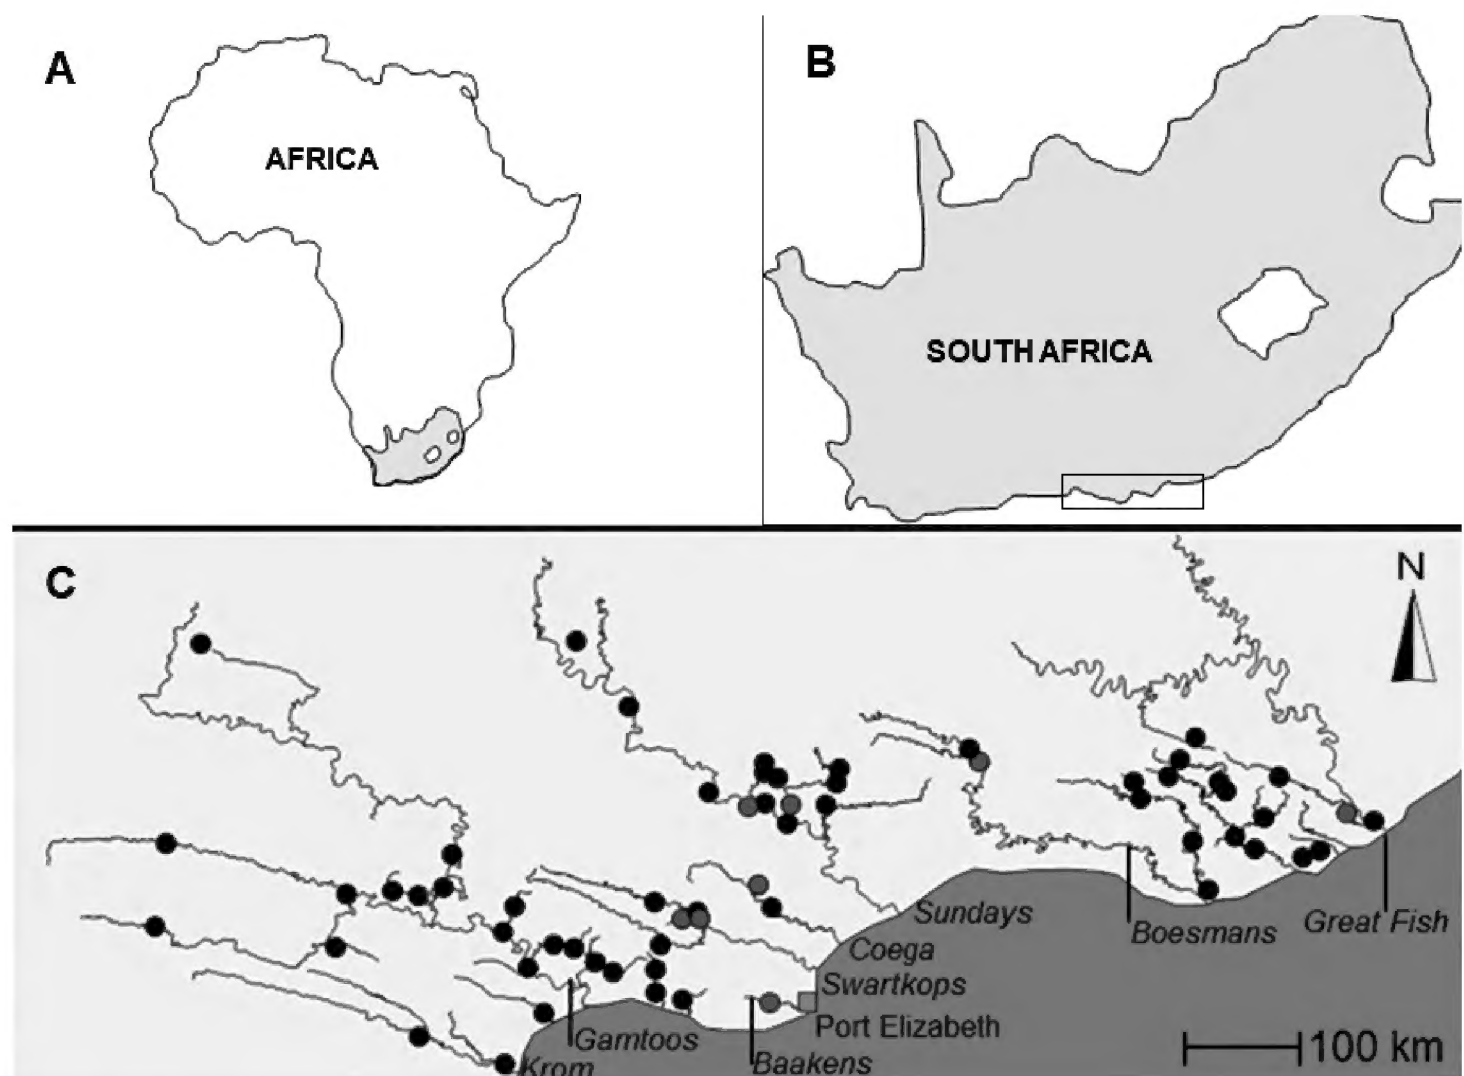 A
AFRICA
B
SOUTH AFRICA
C
N
Sundays
Great Fish
Boesmans
Coega
Swartkops
Port Elizabeth
Gamtoos
Krom
Baakens
100 km